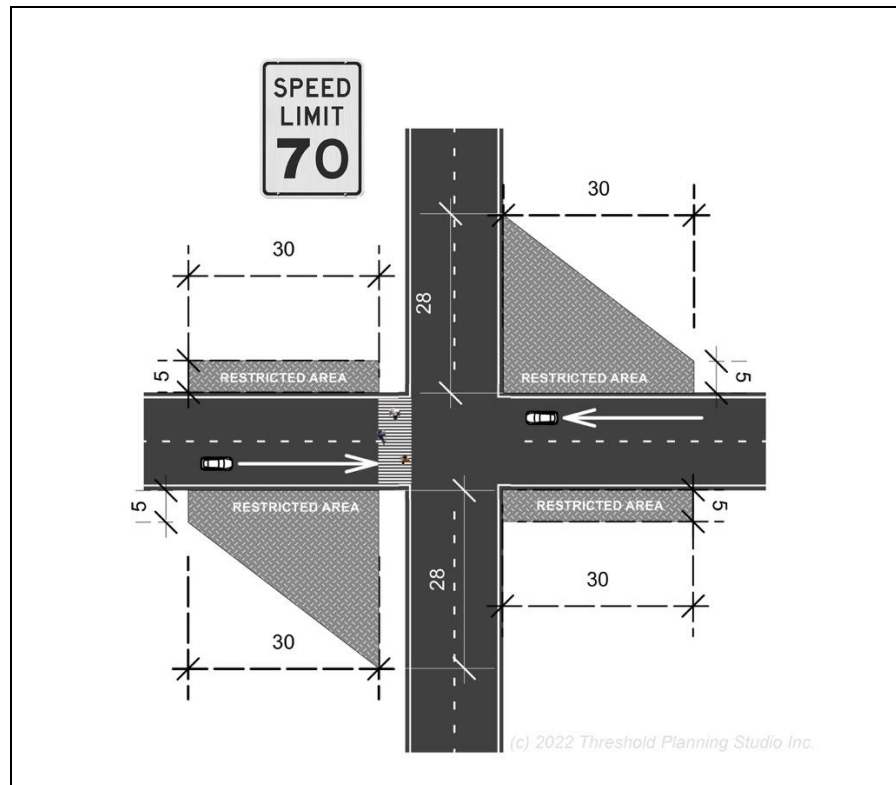 SPEED
LIMIT
70
30
30
28
5
RESTRICTED AREA
RESTRICTED AREA
5
5
RESTRICTED AREA
RESTRICTED AREA
5
28
30
30
(c) 2022 Threshold Planning Studio Inc.